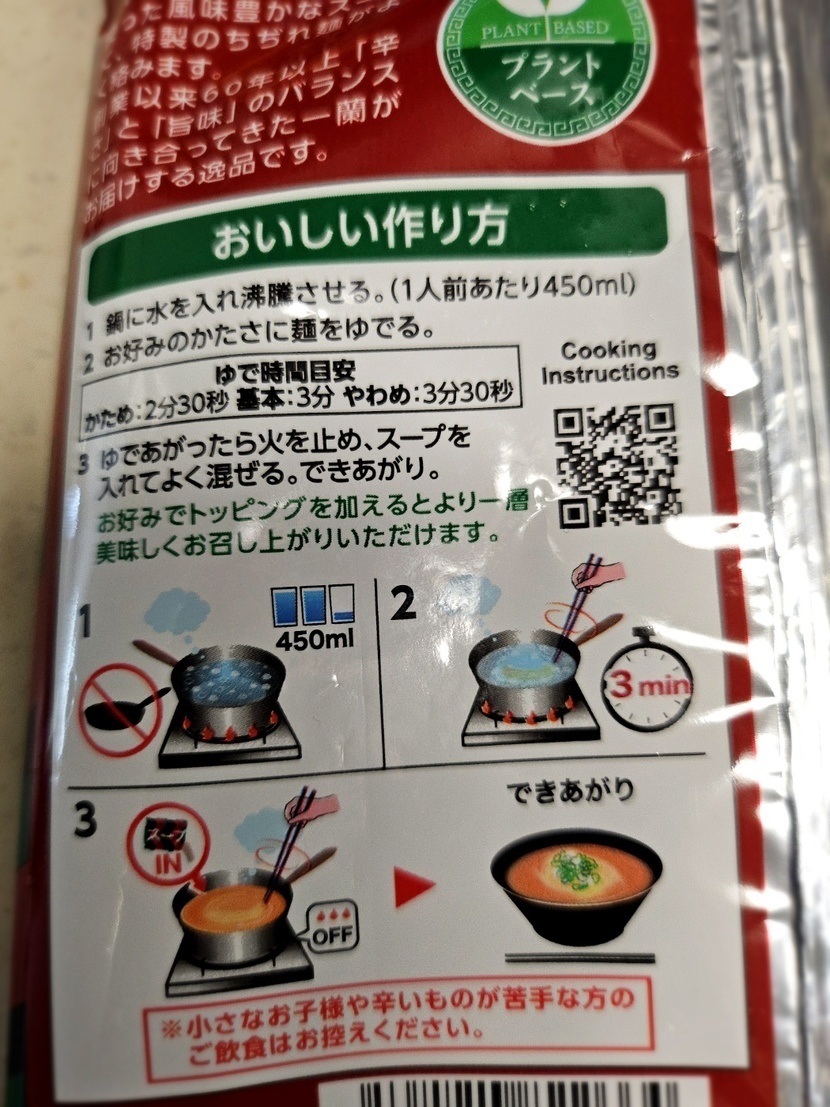 った風味豊かなスー
特製のちぢれ麺がよ
く絡みます。
創業以来60年以上「辛
さ」と「旨味」のバランス
に向き合ってきた一蘭が
お届けする逸品です。
PLANT BASED
プラント
ベース
おいしい作り方
1 鍋に水を入れ沸騰させる。(1人前あたり450ml)
2 お好みのかたさに麺をゆでる。
ゆで時間目安
かため:2分30秒 基本:3分 やわめ:3分30秒
3 ゆであがったら火を止め、スープを
入れてよく混ぜる。できあがり。
お好みでトッピングを加えるとより一層
美味しくお召し上がりいただけます。
Cooking
Instructions
1
450ml
2
3 min
3
スープ
IN
OFF
できあがり
※小さなお子様や辛いものが苦手な方の
ご飲食はお控えください。